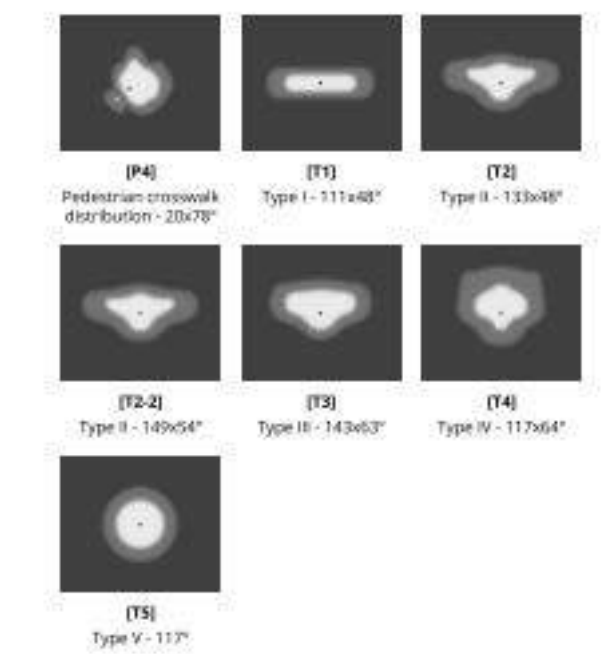 [P4]
Pedestrian crosswalk
distribution - 20x78°
[T1]
Type I - 111x48°
[T2]
Type II - 133x48°
[T2-2]
Type II - 149x54°
[T3]
Type III - 143x63°
[T4]
Type IV - 117x64°
[T5]
Type V - 117°